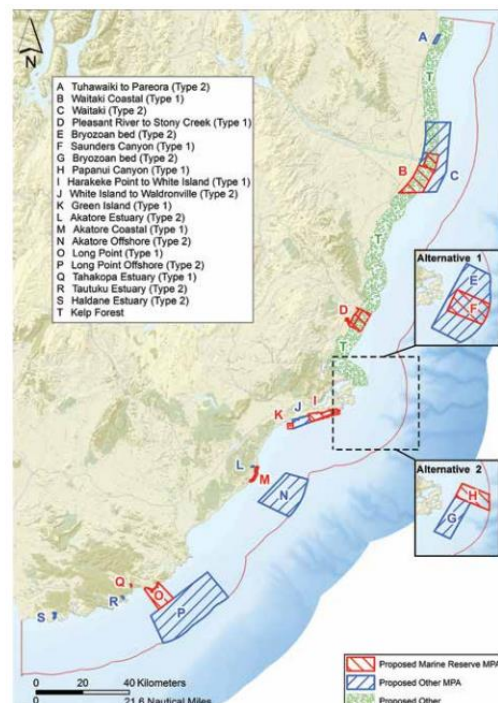 N
A Tuhawaiki to Pareora (Type 2)
B Waitaki Coastal (Type 1)
C Waitaki (Type 2)
D Pleasant River to Stony Creek (Type 1)
E Bryozoan bed (Type 2)
F Saunders Canyon (Type 1)
G Bryozoan bed (Type 2)
H Papanui Canyon (Type 1)
I Harakeke Point to White Island (Type 1)
J White Island to Waldronville (Type 2)
K Green Island (Type 1)
L Akatore Estuary (Type 2)
M Akatore Coastal (Type 1)
N Akatore Offshore (Type 2)
O Long Point (Type 1)
P Long Point Offshore (Type 2)
Q Tahakopa Estuary (Type 1)
R Tautuku Estuary (Type 2)
S Haldane Estuary (Type 2)
T Kelp Forest
A
T
B
C
T
Alternative 1
E
F
D
T
I
J
K
L
M
N
Alternative 2
H
G
Q
O
R
P
S
0 20 40 Kilometers
21.6 Nautical Miles
Proposed Marine Reserve MPA
Proposed Other MPA
Proposed Other